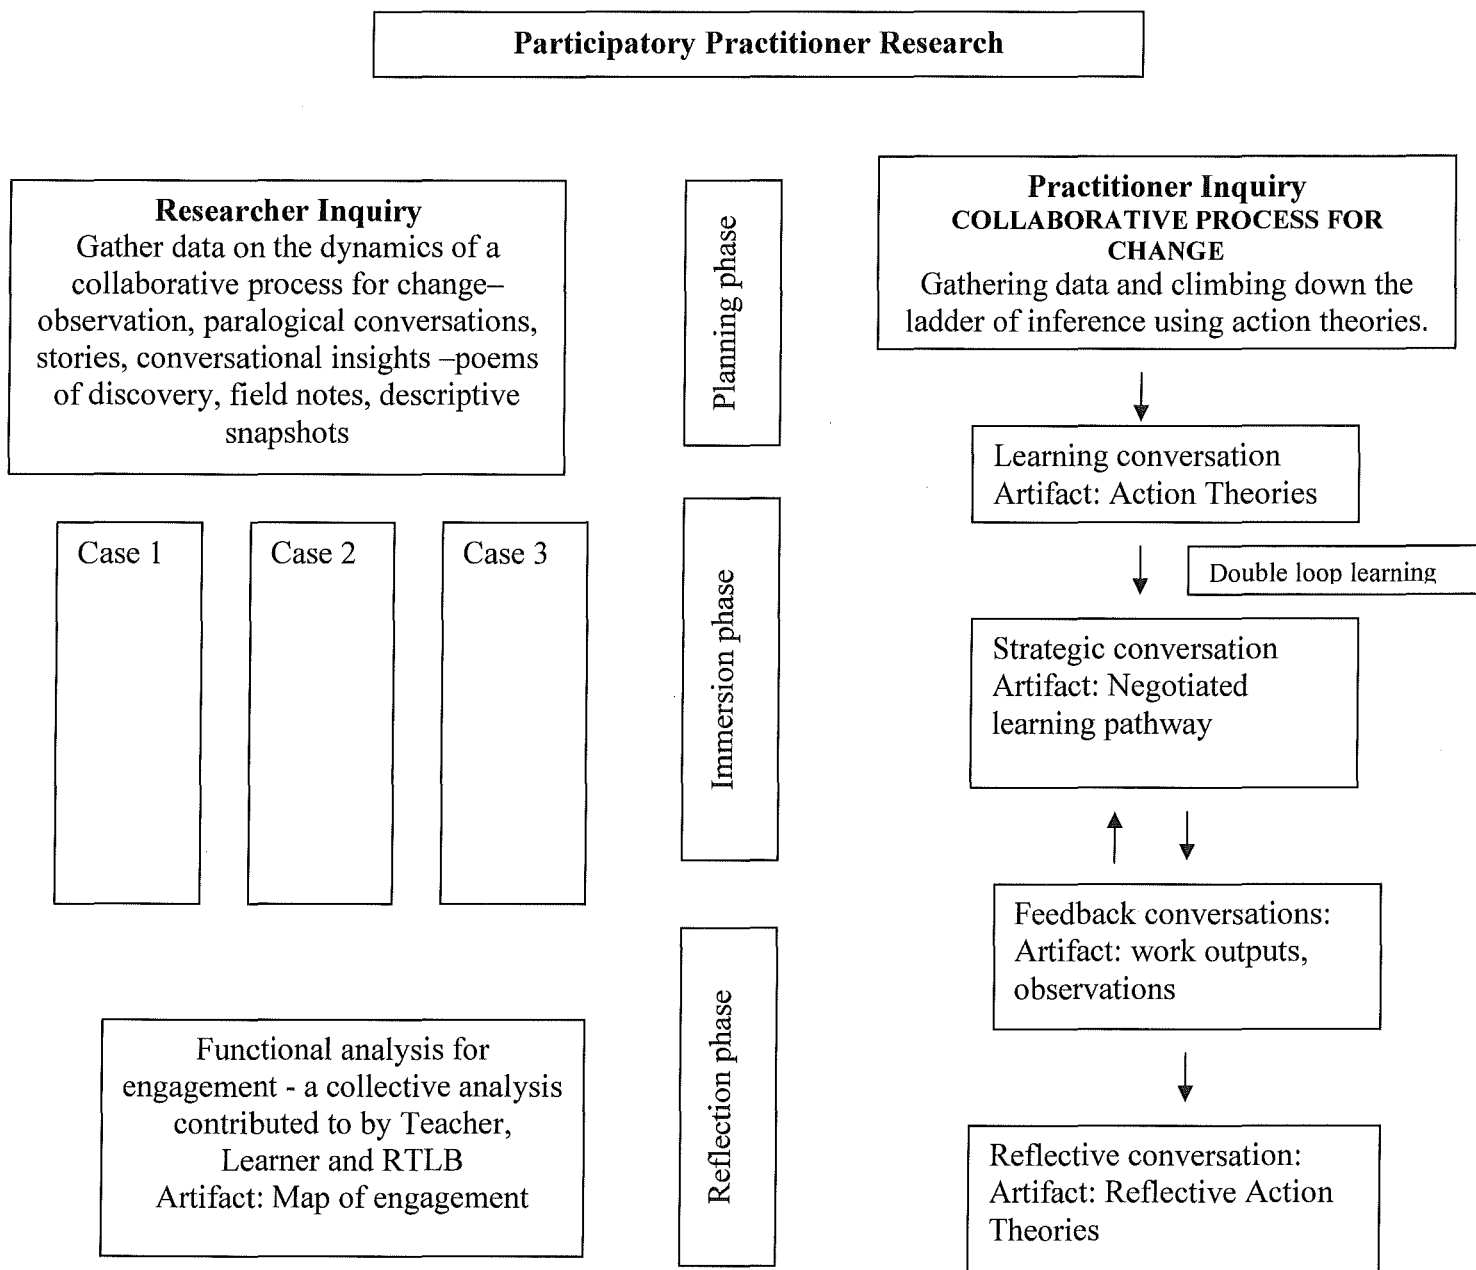 Participatory Practitioner Research
Researcher Inquiry
Gather data on the dynamics of a
collaborative process for change–
observation, paralogical conversations,
stories, conversational insights –poems
of discovery, field notes, descriptive
snapshots
Case 1
Case 2
Case 3
Functional analysis for
engagement - a collective analysis
contributed to by Teacher,
Learner and RTLB
Artifact: Map of engagement
Planning phase
Immersion phase
Reflection phase
Practitioner Inquiry
COLLABORATIVE PROCESS FOR
CHANGE
Gathering data and climbing down the
ladder of inference using action theories.
Learning conversation
Artifact: Action Theories
Double loop learning
Strategic conversation
Artifact: Negotiated
learning pathway
Feedback conversations:
Artifact: work outputs,
observations
Reflective conversation:
Artifact: Reflective Action
Theories